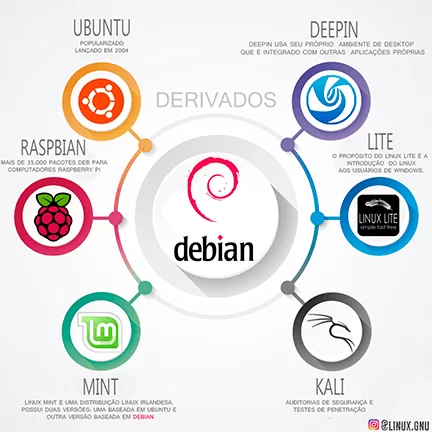 UBUNTU
POPULARIZADO
LANÇADO EM 2004
DEEPIN
DEEPIN USA SEU PRÓPRIO AMBIENTE DE DESKTOP
QUE É INTEGRADO COM OUTRAS APLICAÇÕES PRÓPRIAS
DERIVADOS
RASPBIAN
MAIS DE 35.000 PACOTES DEB PARA
COMPUTADORES RASPBERRY PI
LITE
O PROPÓSITO DO LINUX LITE É A
INTRODUÇÃO DO LINUX
AOS USUÁRIOS DE WINDOWS.
LINUX LITE
simple fast free
debian
MINT
LINUX MINT É UMA DISTRIBUIÇÃO LINUX IRLANDESA.
POSSUI DUAS VERSÕES: UMA BASEADA EM UBUNTU E
OUTRA VERSÃO BASEADA EM DEBIAN
KALI
AUDITORIAS DE SEGURANÇA E
TESTES DE PENETRAÇÃO
@LINUX.GNU